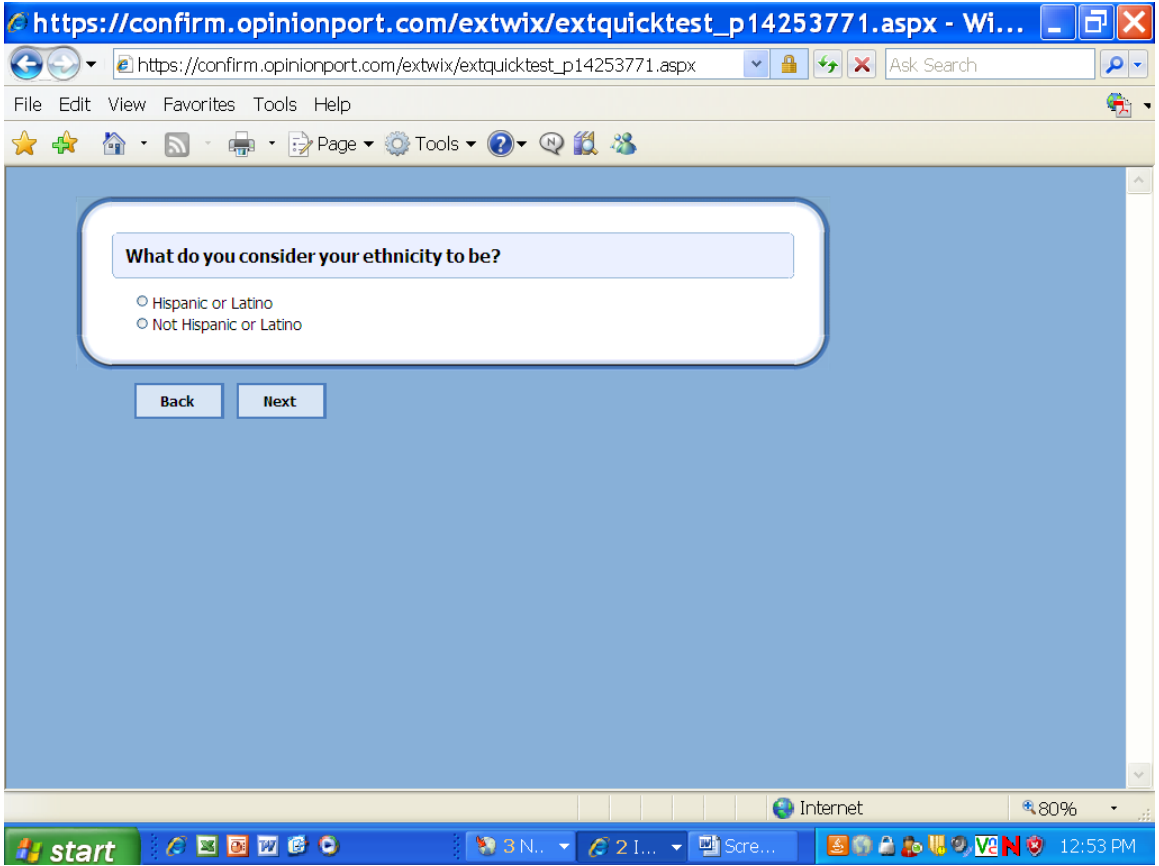 https://confirm.opinionport.com/extwix/extquicktest_p14253771.aspx - Wi...
https://confirm.opinionport.com/extwix/extquicktest_p14253771.aspx
Ask Search
File Edit View Favorites Tools Help
Page Tools
What do you consider your ethnicity to be?
Hispanic or Latino
Not Hispanic or Latino
Back Next
Internet 80%
start 3 N.. 2 I... Scre... 12:53 PM